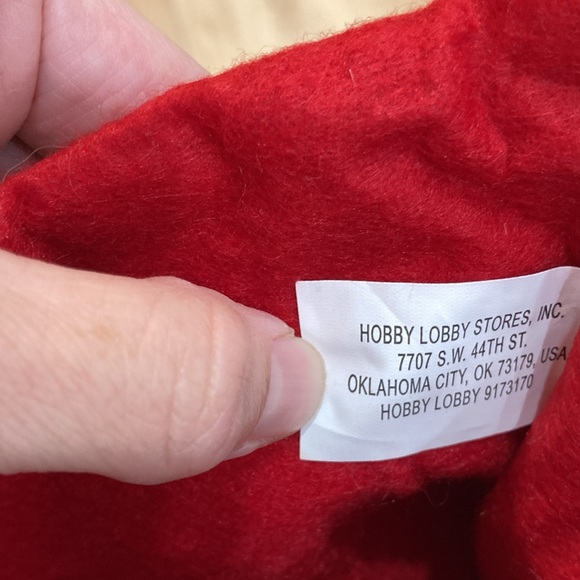 HOBBY LOBBY STORES, INC.
7707 S.W. 44TH ST.
OKLAHOMA CITY, OK 73179, USA
HOBBY LOBBY 9173170